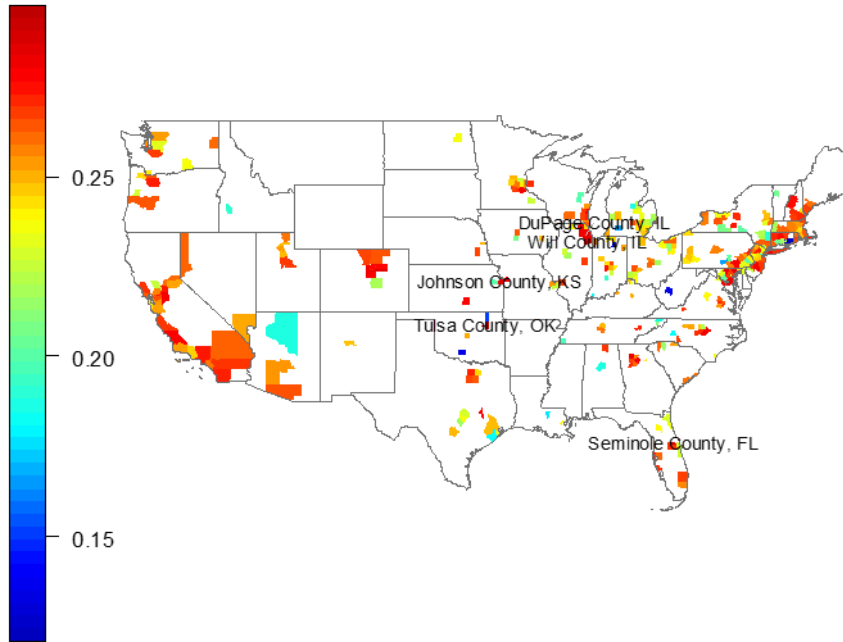 0.25
0.20
0.15
DuPage County, IL
Will County, IL
Johnson County, KS
Tulsa County, OK
Seminole County, FL